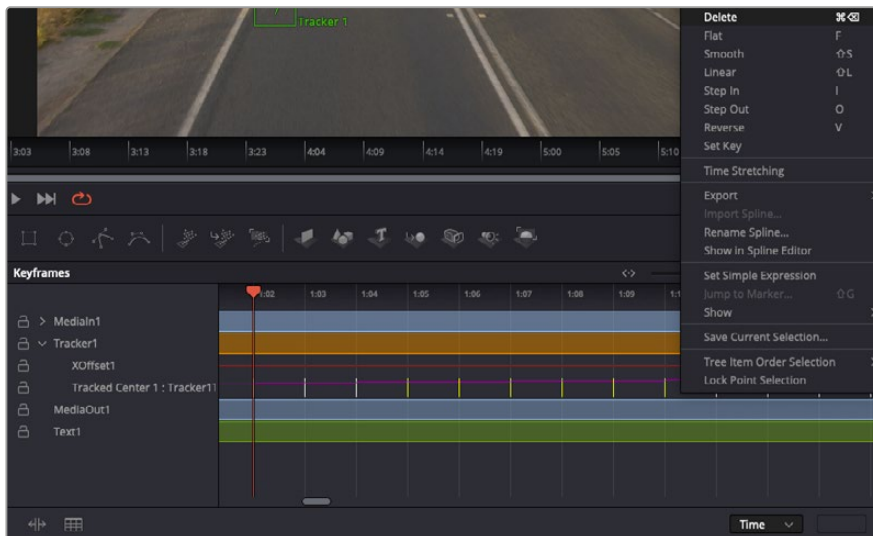 Tracker 1
Delete ⌘⌫
Flat F
Smooth ⇧S
Linear ⇧L
Step In I
Step Out O
Reverse V
Set Key
Time Stretching
Export
Import Spline...
Rename Spline...
Show in Spline Editor
Set Simple Expression
Jump to Marker... ⇧G
Show
Save Current Selection...
Tree Item Order Selection
Lock Point Selection
3:03 3:08 3:13 3:18 3:23 4:04 4:09 4:14 4:19 5:00 5:05 5:10
Keyframes
1:02 1:03 1:04 1:05 1:06 1:07 1:08 1:09 1:1
MediaIn1
Tracker1
XOffset1
Tracked Center 1 : Tracker11
MediaOut1
Text1
Time